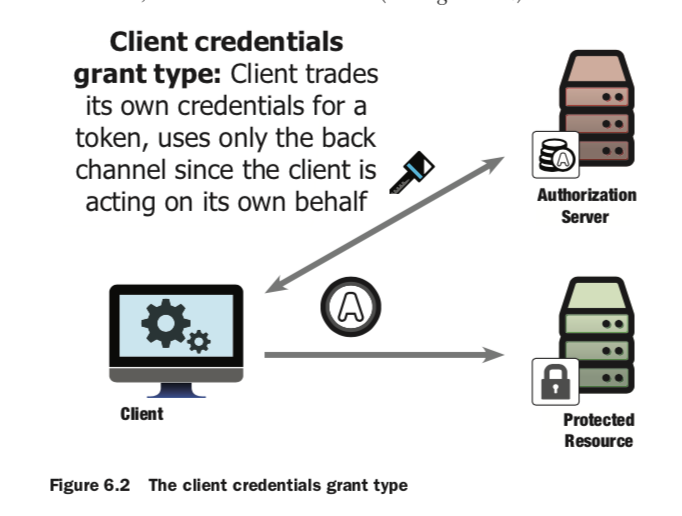 Client credentials
grant type: Client trades
its own credentials for a
token, uses only the back
channel since the client is
acting on its own behalf
A
Authorization
Server
A
Client
Protected
Resource
Figure 6.2 The client credentials grant type